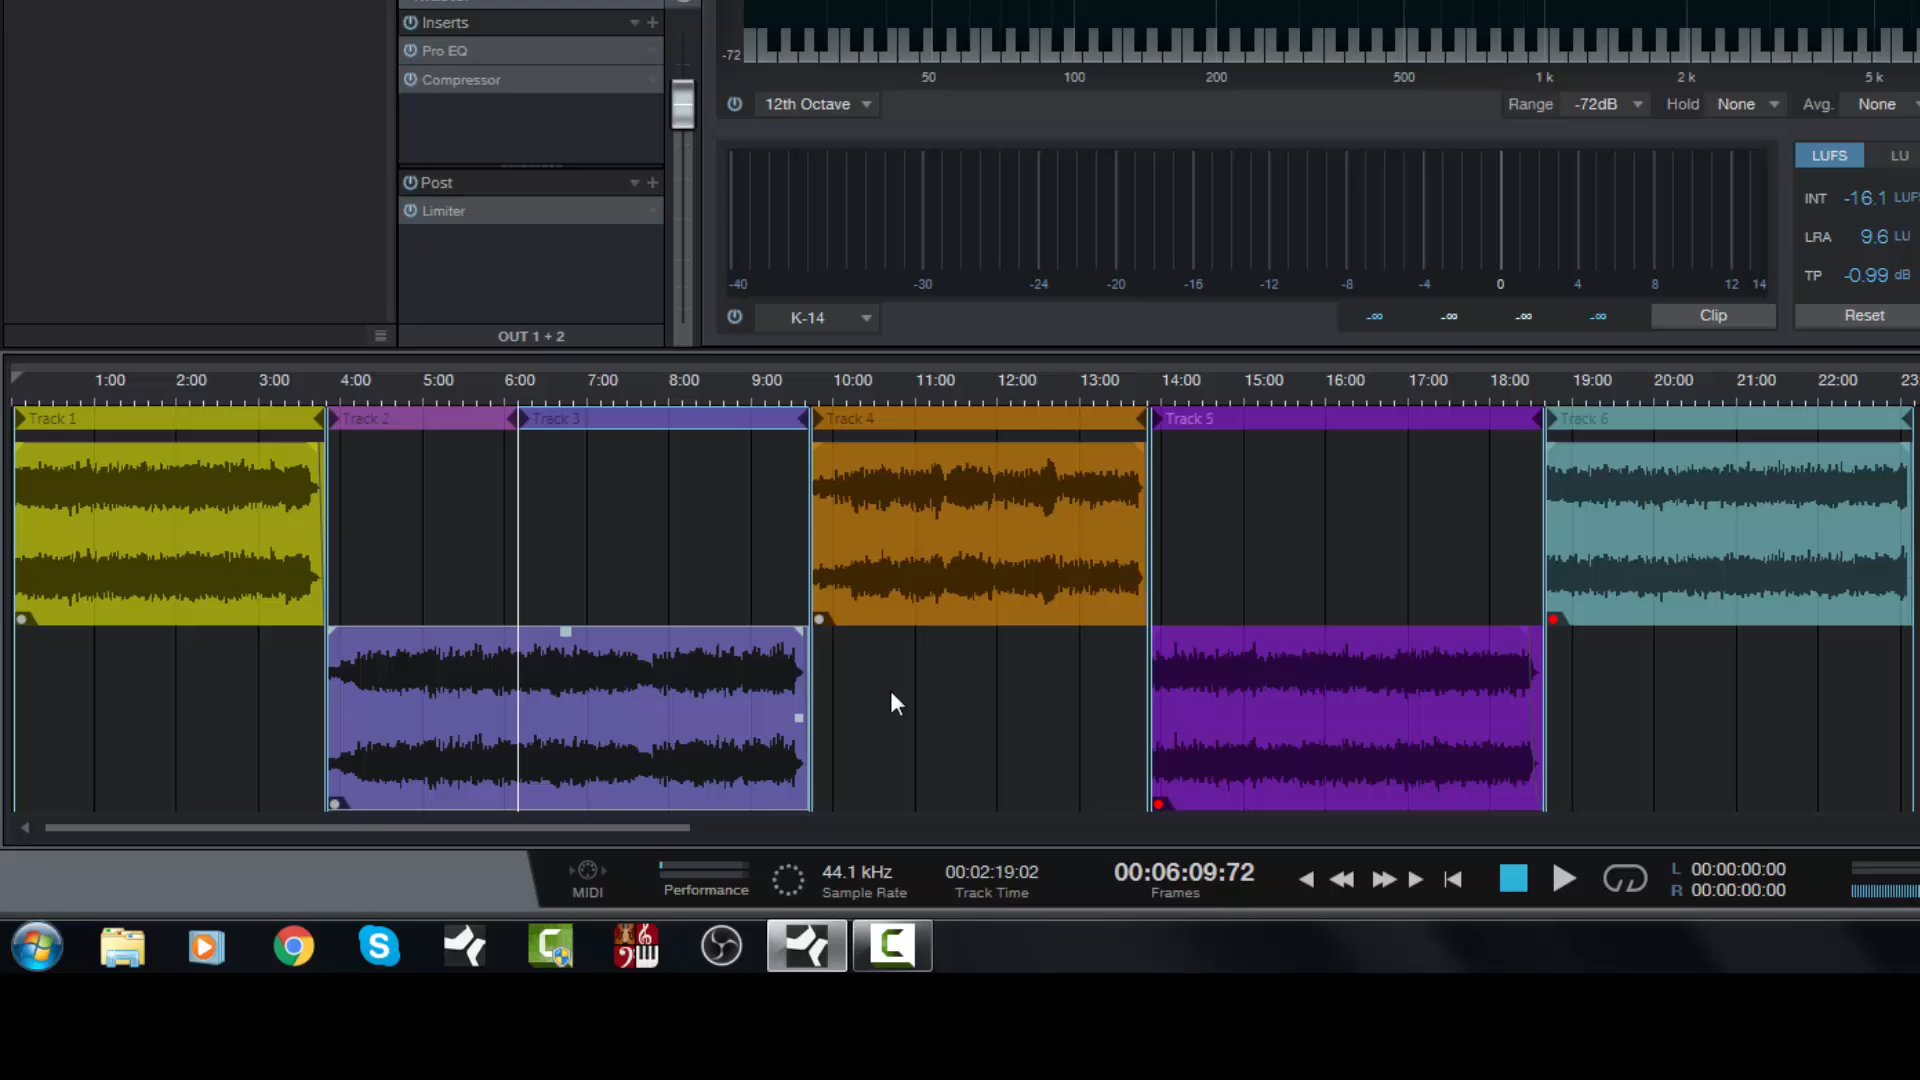 Inserts
Pro EQ
Compressor
Post
Limiter
OUT 1 + 2
-72
50 100 200 500 1 k 2 k 5 k
12th Octave Range -72dB Hold None Avg. None
-40 -30 -24 -20 -16 -12 -8 -4 0 4 8 12 14
K-14 -∞ -∞ -∞ -∞ Clip
LUFS LU
INT -16.1 LUF
LRA 9.6 LU
TP -0.99 dB
Reset
1:00 2:00 3:00 4:00 5:00 6:00 7:00 8:00 9:00 10:00 11:00 12:00 13:00 14:00 15:00 16:00 17:00 18:00 19:00 20:00 21:00 22:00 23:
Track 1 Track 2 Track 3 Track 4 Track 5 Track 6
MIDI
Performance
44.1 kHz
Sample Rate
00:02:19:02
Track Time
00:06:09:72
Frames
L 00:00:00:00
R 00:00:00:00